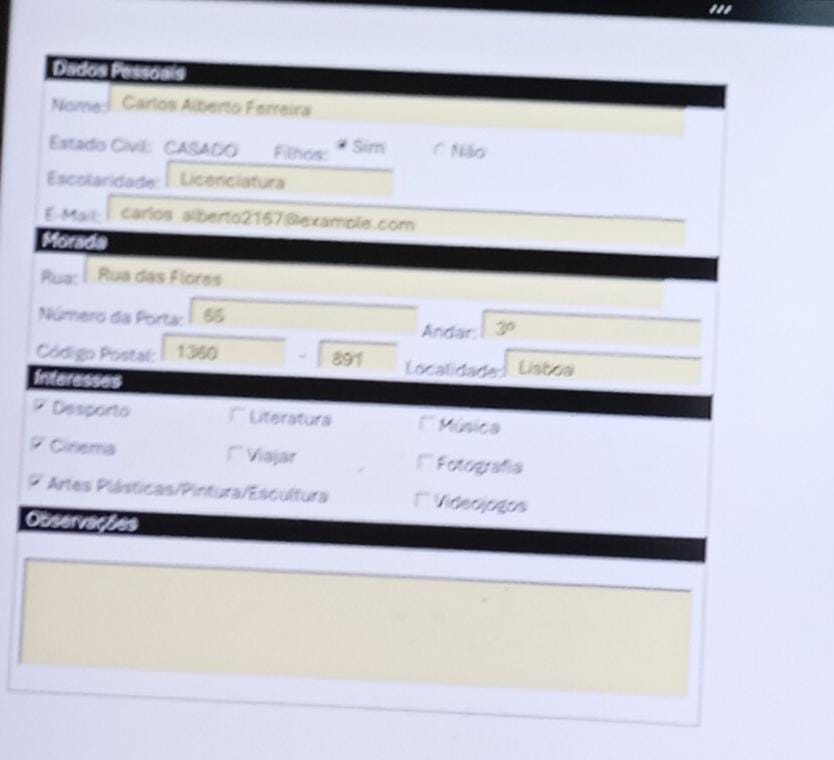 Dados Pessoais
Nome: Carlos Alberto Ferreira
Estado Civil: CASADO Filhos: Sim Não
Escolaridade: Licenciatura
E-Mail: carlos alberto2157@example.com
Morada
Rua: Rua das Flores
Número da Porta: Andar: 3º
Código Postal: 1360 - 891 Localidade: Lisboa
Interesses
Desporto Literatura Música
Cinema Viajar Fotografia
Artes Plásticas/Pintura/Escultura Videojogos
Observações